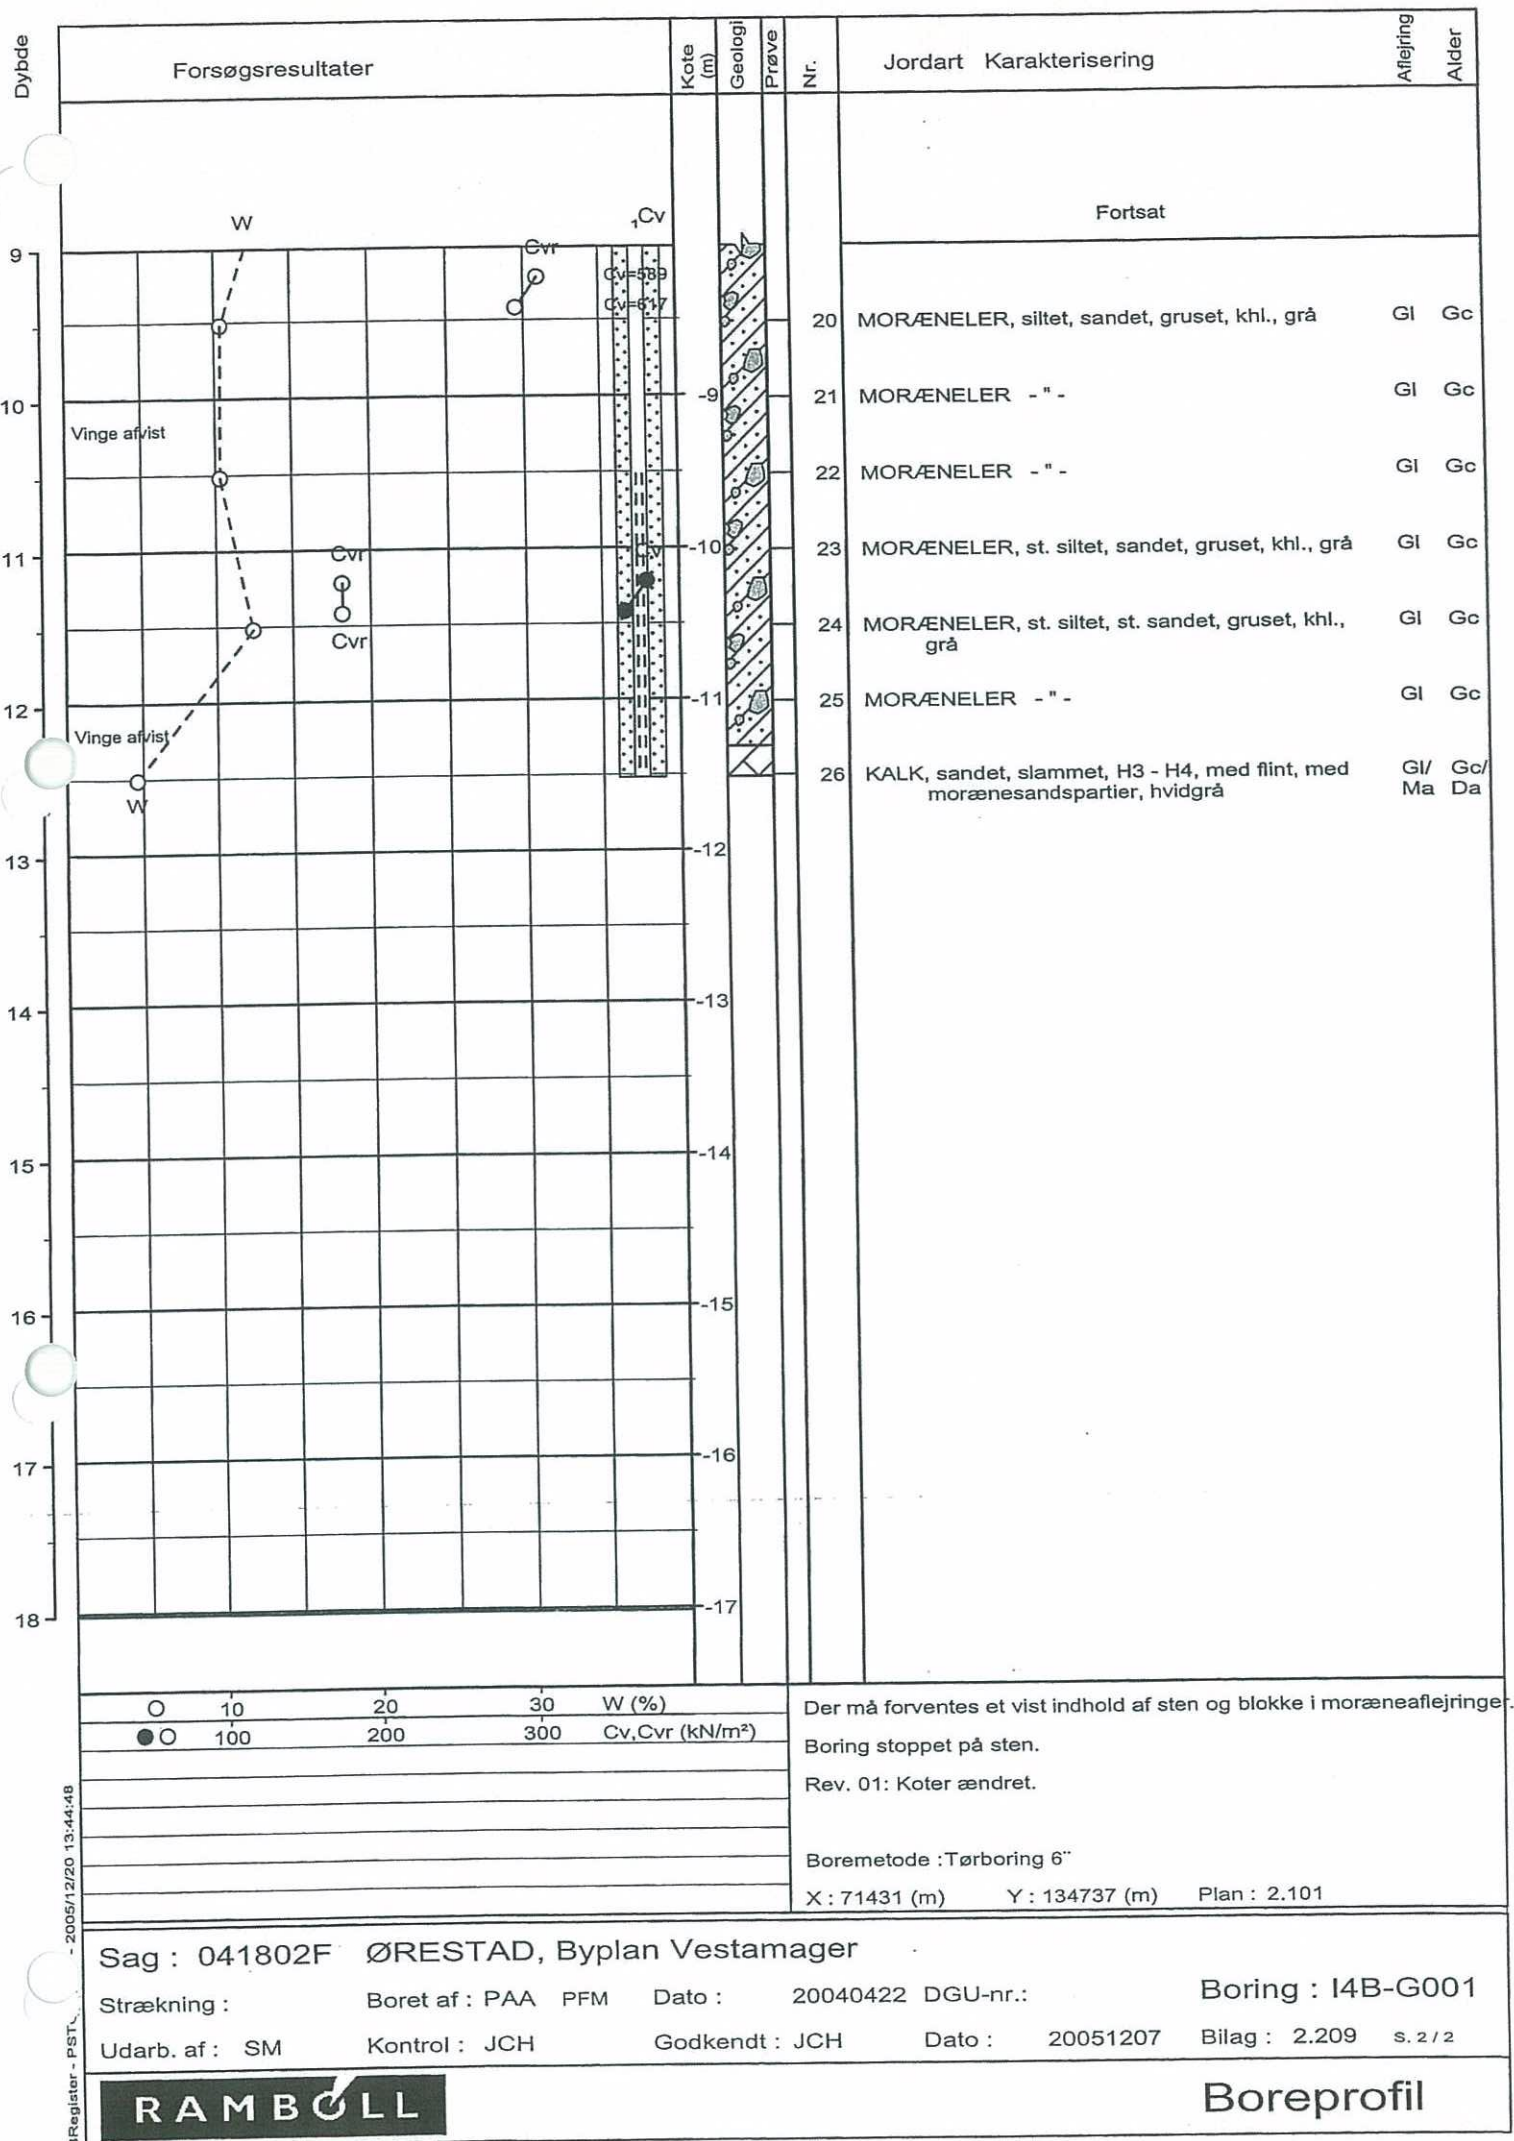 Dybde
Forsøgsresultater
Kote (m)
Geologi
Prøve
Nr.
Jordart Karakterisering
Aflejring
Alder
Fortsat
W
Cv
Cvr
9
Cv=589
Cv=617
20 MORÆNELER, siltet, sandet, gruset, khl., grå Gl Gc
10
-9
21 MORÆNELER - " - Gl Gc
Vinge afvist
22 MORÆNELER - " - Gl Gc
11
Cvr
-10
23 MORÆNELER, st. siltet, sandet, gruset, khl., grå Gl Gc
Cvr
24 MORÆNELER, st. siltet, st. sandet, gruset, khl., Gl Gc
grå
12
-11
25 MORÆNELER - " - Gl Gc
Vinge afvist
26 KALK, sandet, slammet, H3 - H4, med flint, med Gl/ Gc/
morænesandspartier, hvidgrå Ma Da
W
13
-12
14
-13
15
-14
16
-15
17
-16
18
-17
10 20 30 W (%)
100 200 300 Cv,Cvr (kN/m²)
Der må forventes et vist indhold af sten og blokke i moræneaflejringer.
Boring stoppet på sten.
Rev. 01: Koter ændret.
Boremetode : Tørboring 6¨
X : 71431 (m) Y : 134737 (m) Plan : 2.101
- 2005/12/20 13:44:48
Sag : 041802F ØRESTAD, Byplan Vestamager
Strækning : Boret af : PAA PFM Dato : 20040422 DGU-nr.: Boring : I4B-G001
Udarb. af : SM Kontrol : JCH Godkendt : JCH Dato : 20051207 Bilag : 2.209 S. 2 / 2
RAMBØLL
Boreprofil